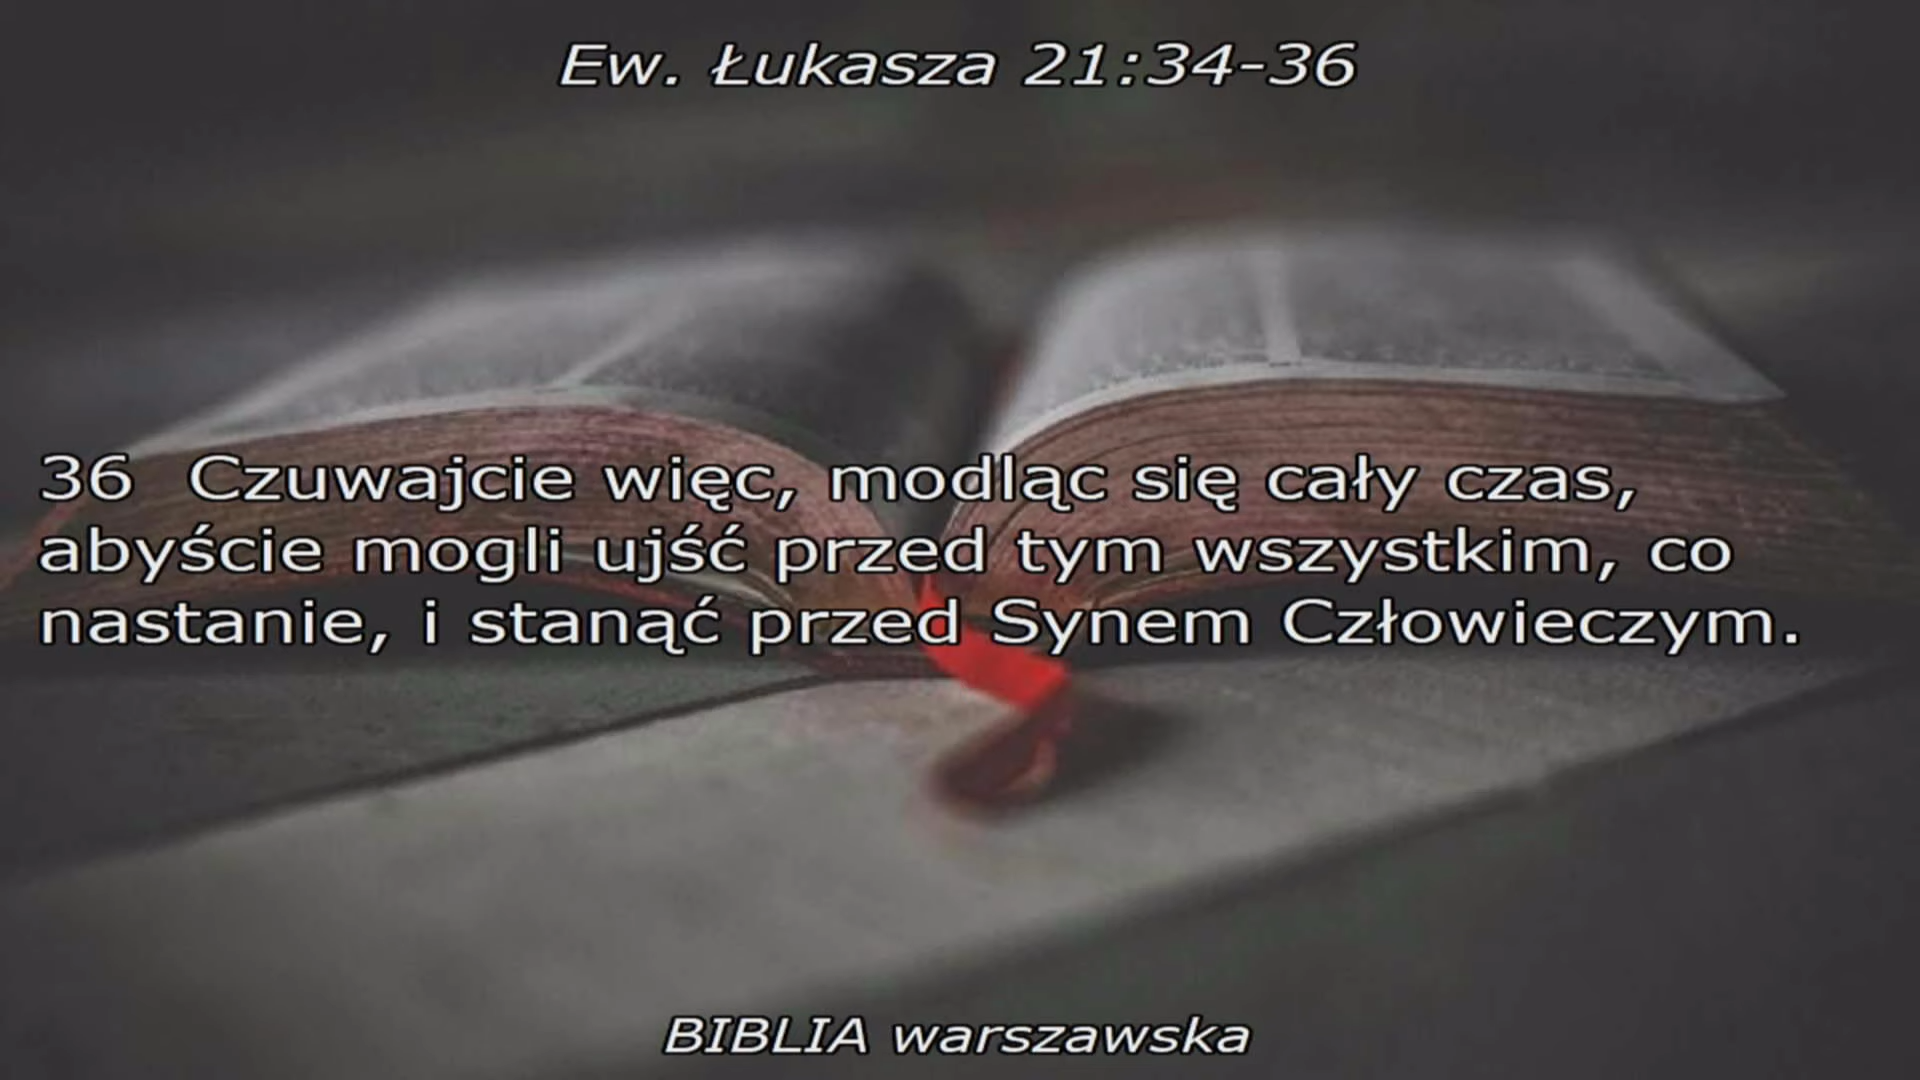 Ew. Łukasza 21:34-36
36 Czuwajcie więc, modląc się cały czas,
abyście mogli ujść przed tym wszystkim, co
nastanie, i stanąć przed Synem Człowieczym.
BIBLIA warszawska